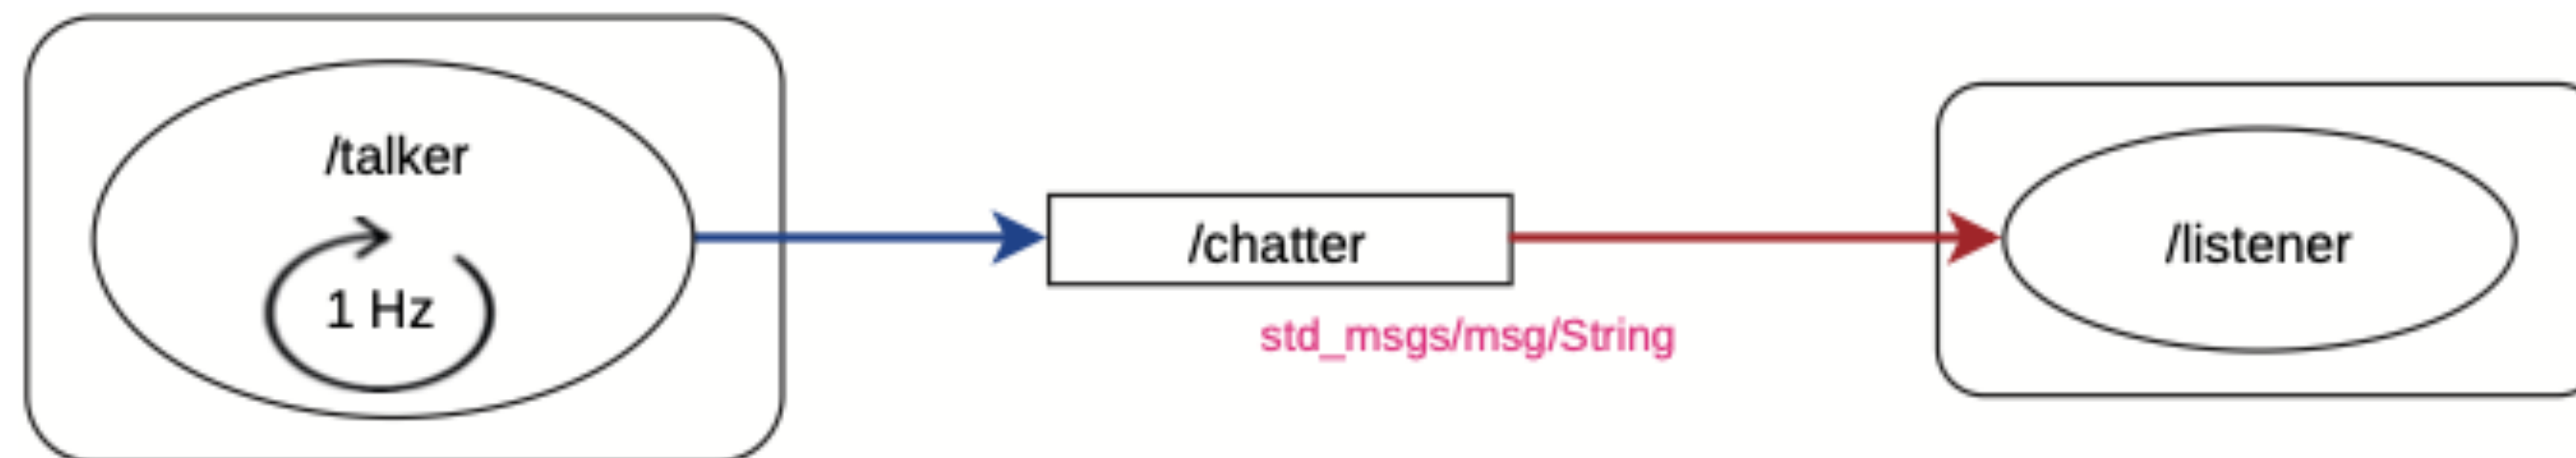 /talker
1 Hz
/chatter
std_msgs/msg/String
/listener